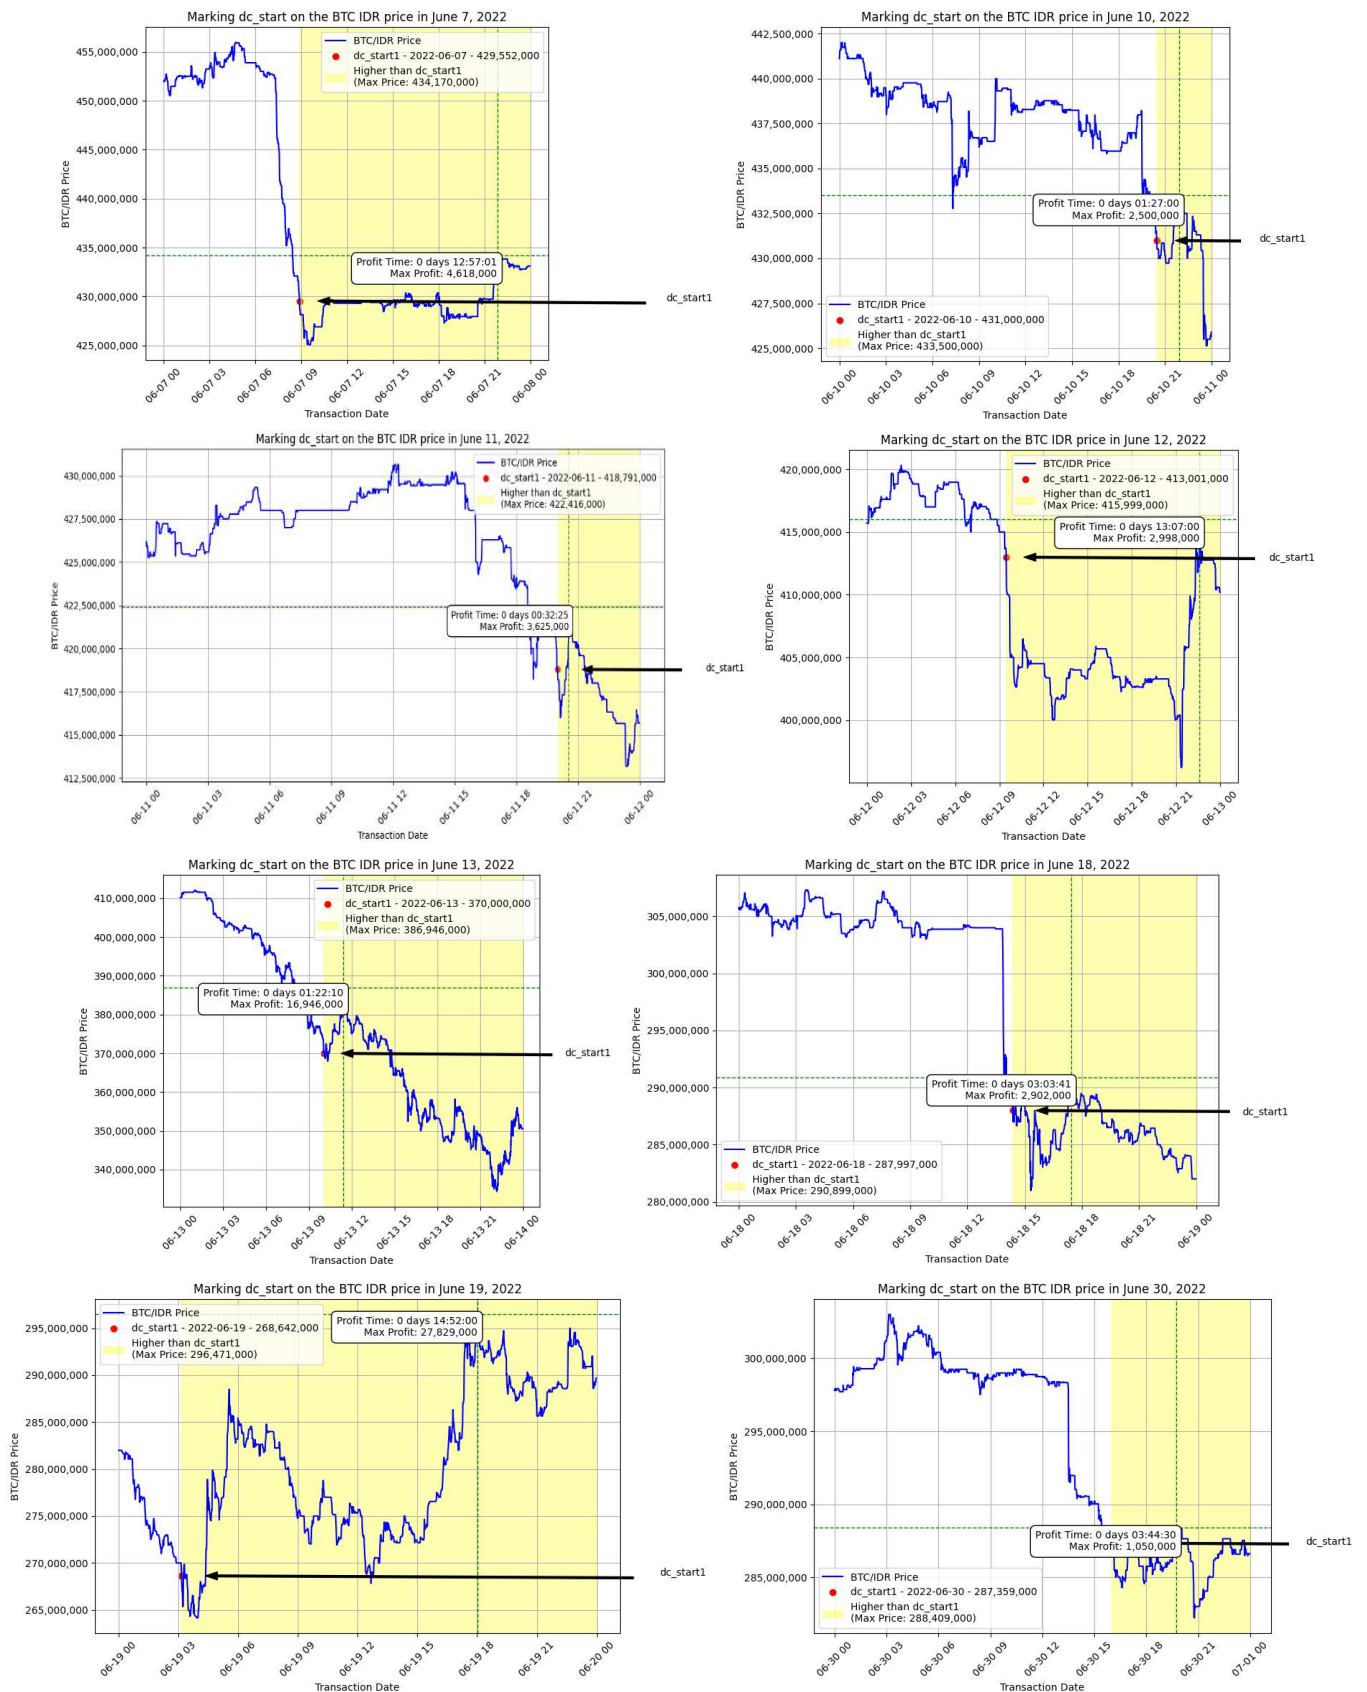 Marking dc_start on the BTC IDR price in June 7, 2022
BTC/IDR Price
dc_start1 - 2022-06-07 - 429,552,000
Higher than dc_start1
(Max Price: 434,170,000)
455,000,000
450,000,000
445,000,000
440,000,000
435,000,000
430,000,000
425,000,000
BTC/IDR Price
Profit Time: 0 days 12:57:01
Max Profit: 4,618,000
dc_start1
06-07 00
06-07 03
06-07 06
06-07 09
06-07 12
06-07 15
06-07 18
06-07 21
06-08 00
Transaction Date
Marking dc_start on the BTC IDR price in June 10, 2022
442,500,000
440,000,000
437,500,000
435,000,000
432,500,000
430,000,000
427,500,000
425,000,000
BTC/IDR Price
Profit Time: 0 days 01:27:00
Max Profit: 2,500,000
dc_start1
BTC/IDR Price
dc_start1 - 2022-06-10 - 431,000,000
Higher than dc_start1
(Max Price: 433,500,000)
06-10 00
06-10 03
06-10 06
06-10 09
06-10 12
06-10 15
06-10 18
06-10 21
06-11 00
Transaction Date
Marking dc_start on the BTC IDR price in June 11, 2022
BTC/IDR Price
dc_start1 - 2022-06-11 - 418,791,000
Higher than dc_start1
(Max Price: 422,416,000)
430,000,000
427,500,000
425,000,000
422,500,000
420,000,000
417,500,000
415,000,000
412,500,000
BTC/IDR Price
Profit Time: 0 days 00:32:25
Max Profit: 3,625,000
dc_start1
06-11 00
06-11 03
06-11 06
06-11 09
06-11 12
06-11 15
06-11 18
06-11 21
06-12 00
Transaction Date
Marking dc_start on the BTC IDR price in June 12, 2022
BTC/IDR Price
dc_start1 - 2022-06-12 - 413,001,000
Higher than dc_start1
(Max Price: 415,999,000)
420,000,000
415,000,000
410,000,000
405,000,000
400,000,000
BTC/IDR Price
Profit Time: 0 days 13:07:00
Max Profit: 2,998,000
dc_start1
06-12 00
06-12 03
06-12 06
06-12 09
06-12 12
06-12 15
06-12 18
06-12 21
06-13 00
Transaction Date
Marking dc_start on the BTC IDR price in June 13, 2022
BTC/IDR Price
dc_start1 - 2022-06-13 - 370,000,000
Higher than dc_start1
(Max Price: 386,946,000)
410,000,000
400,000,000
390,000,000
380,000,000
370,000,000
360,000,000
350,000,000
340,000,000
BTC/IDR Price
Profit Time: 0 days 01:22:10
Max Profit: 16,946,000
dc_start1
06-13 00
06-13 03
06-13 06
06-13 09
06-13 12
06-13 15
06-13 18
06-13 21
06-14 00
Transaction Date
Marking dc_start on the BTC IDR price in June 18, 2022
305,000,000
300,000,000
295,000,000
290,000,000
285,000,000
280,000,000
BTC/IDR Price
Profit Time: 0 days 03:03:41
Max Profit: 2,902,000
dc_start1
BTC/IDR Price
dc_start1 - 2022-06-18 - 287,997,000
Higher than dc_start1
(Max Price: 290,899,000)
06-18 00
06-18 03
06-18 06
06-18 09
06-18 12
06-18 15
06-18 18
06-18 21
06-19 00
Transaction Date
Marking dc_start on the BTC IDR price in June 19, 2022
BTC/IDR Price
dc_start1 - 2022-06-19 - 268,642,000
Higher than dc_start1
(Max Price: 296,471,000)
295,000,000
290,000,000
285,000,000
280,000,000
275,000,000
270,000,000
265,000,000
BTC/IDR Price
Profit Time: 0 days 14:52:00
Max Profit: 27,829,000
dc_start1
06-19 00
06-19 03
06-19 06
06-19 09
06-19 12
06-19 15
06-19 18
06-19 21
06-20 00
Transaction Date
Marking dc_start on the BTC IDR price in June 30, 2022
300,000,000
295,000,000
290,000,000
285,000,000
BTC/IDR Price
Profit Time: 0 days 03:44:30
Max Profit: 1,050,000
dc_start1
BTC/IDR Price
dc_start1 - 2022-06-30 - 287,359,000
Higher than dc_start1
(Max Price: 288,409,000)
06-30 00
06-30 03
06-30 06
06-30 09
06-30 12
06-30 15
06-30 18
06-30 21
07-01 00
Transaction Date